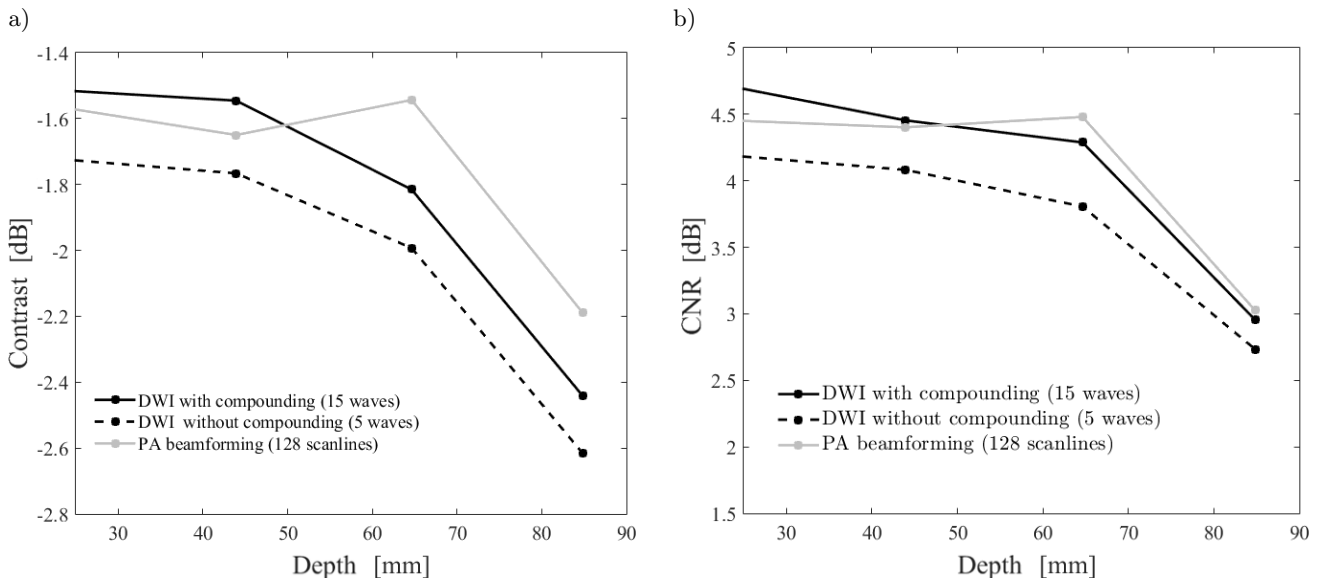 a)
-1.4
-1.6
-1.8
-2
-2.2
-2.4
-2.6
-2.8
Contrast [dB]
DWI with compounding (15 waves)
DWI without compounding (5 waves)
PA beamforming (128 scanlines)
30 40 50 60 70 80 90
Depth [mm]
b)
5
4.5
4
3.5
3
2.5
2
1.5
CNR [dB]
DWI with compounding (15 waves)
DWI without compounding (5 waves)
PA beamforming (128 scanlines)
30 40 50 60 70 80 90
Depth [mm]